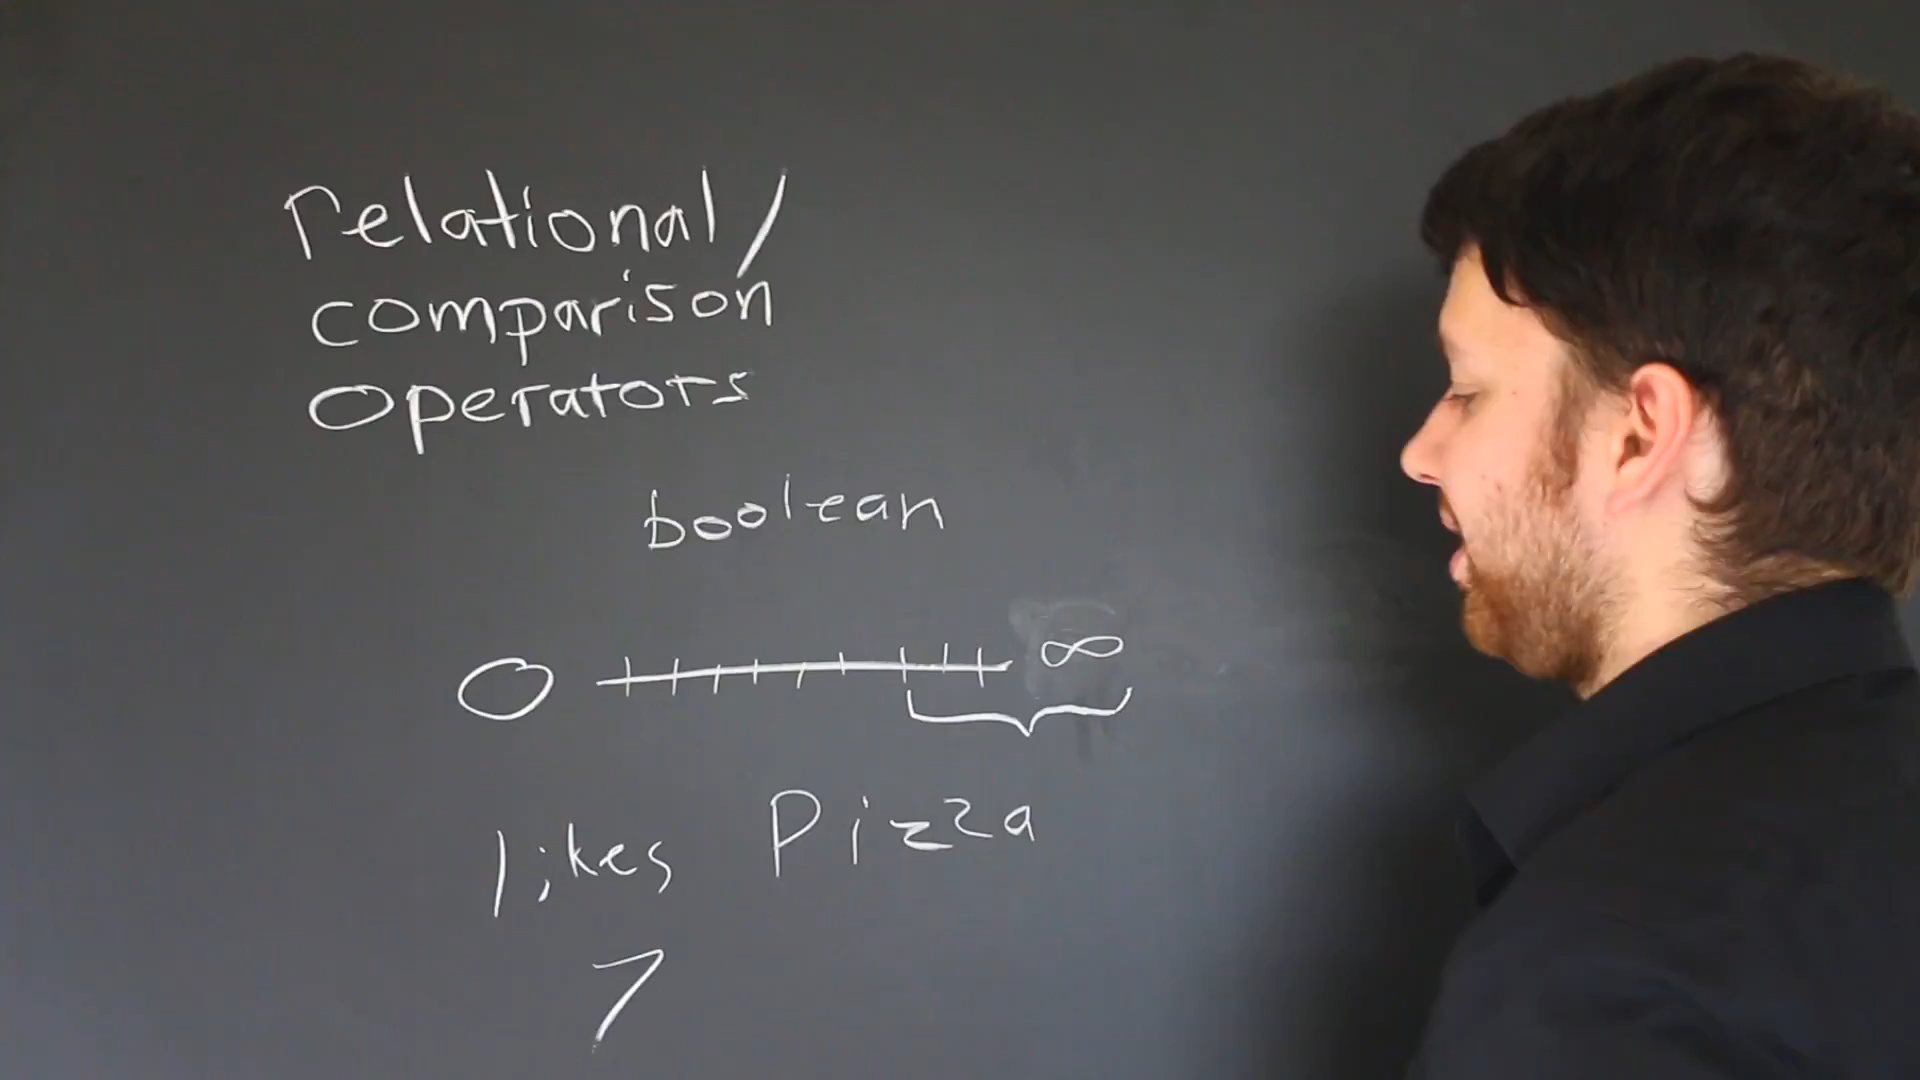 relational/
comparison
operators
boolean
0 ∞
likes Pizza
7